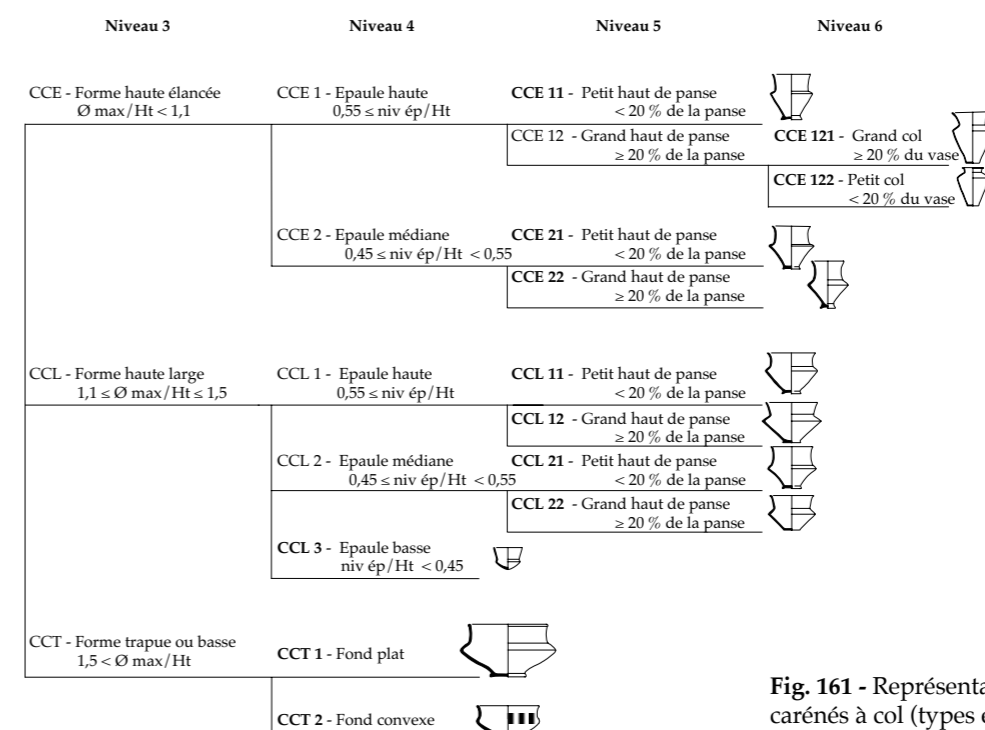 Niveau 3 Niveau 4 Niveau 5 Niveau 6
CCE - Forme haute élancée CCE 1 - Epaule haute CCE 11 - Petit haut de panse
Ø max/Ht < 1,1 0,55 ≤ niv ép/Ht < 20 % de la panse
CCE 12 - Grand haut de panse CCE 121 - Grand col
≥ 20 % de la panse ≥ 20 % du vase
CCE 122 - Petit col
< 20 % du vase
CCE 2 - Epaule médiane CCE 21 - Petit haut de panse
0,45 ≤ niv ép/Ht < 0,55 < 20 % de la panse
CCE 22 - Grand haut de panse
≥ 20 % de la panse
CCL - Forme haute large CCL 1 - Epaule haute CCL 11 - Petit haut de panse
1,1 ≤ Ø max/Ht ≤ 1,5 0,55 ≤ niv ép/Ht < 20 % de la panse
CCL 12 - Grand haut de panse
≥ 20 % de la panse
CCL 2 - Epaule médiane CCL 21 - Petit haut de panse
0,45 ≤ niv ép/Ht < 0,55 < 20 % de la panse
CCL 22 - Grand haut de panse
≥ 20 % de la panse
CCL 3 - Epaule basse
niv ép/Ht < 0,45
CCT - Forme trapue ou basse CCT 1 - Fond plat
1,5 < Ø max/Ht
Fig. 161 - Représenta
carénés à col (types e
CCT 2 - Fond convexe